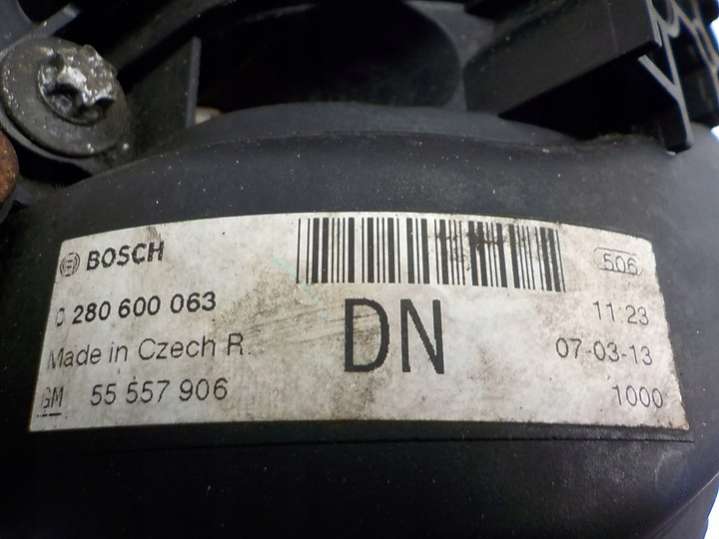 BOSCH
506
0 280 600 063
DN
11:23
Made in Czech R.
07-03-13
GM 55 557 906
1000